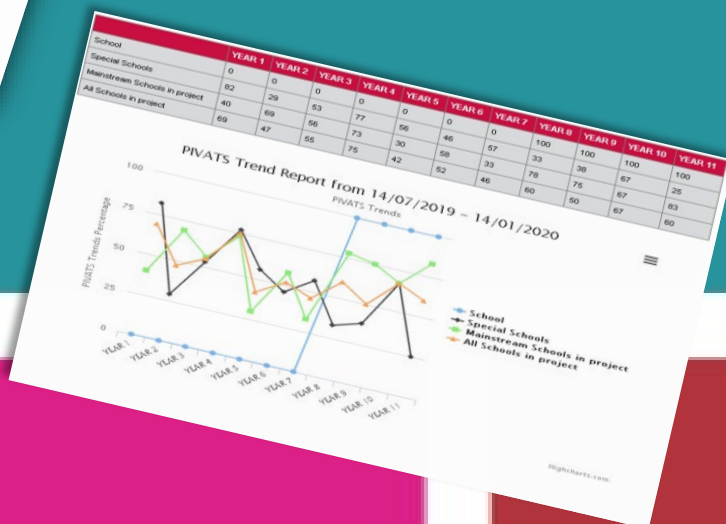 YEAR 1 YEAR 2 YEAR 3 YEAR 4 YEAR 5 YEAR 6 YEAR 7 YEAR 8 YEAR 9 YEAR 10 YEAR 11
School 0 0 0 0 0 0 0 100 100 100 100
Special Schools 82 29 53 77 56 46 57 33 38 67 25
Mainstream Schools in project 40 69 56 73 30 58 33 78 75 67 83
All Schools in project 69 47 55 75 42 52 46 60 50 67 60
PIVATS Trend Report from 14/07/2019 - 14/01/2020
PIVATS Trends
PIVATS Trends Percentage
100
75
50
25
0
YEAR 1 YEAR 2 YEAR 3 YEAR 4 YEAR 5 YEAR 6 YEAR 7 YEAR 8 YEAR 9 YEAR 10 YEAR 11
School
Special Schools
Mainstream Schools in project
All Schools in project
Highcharts.com